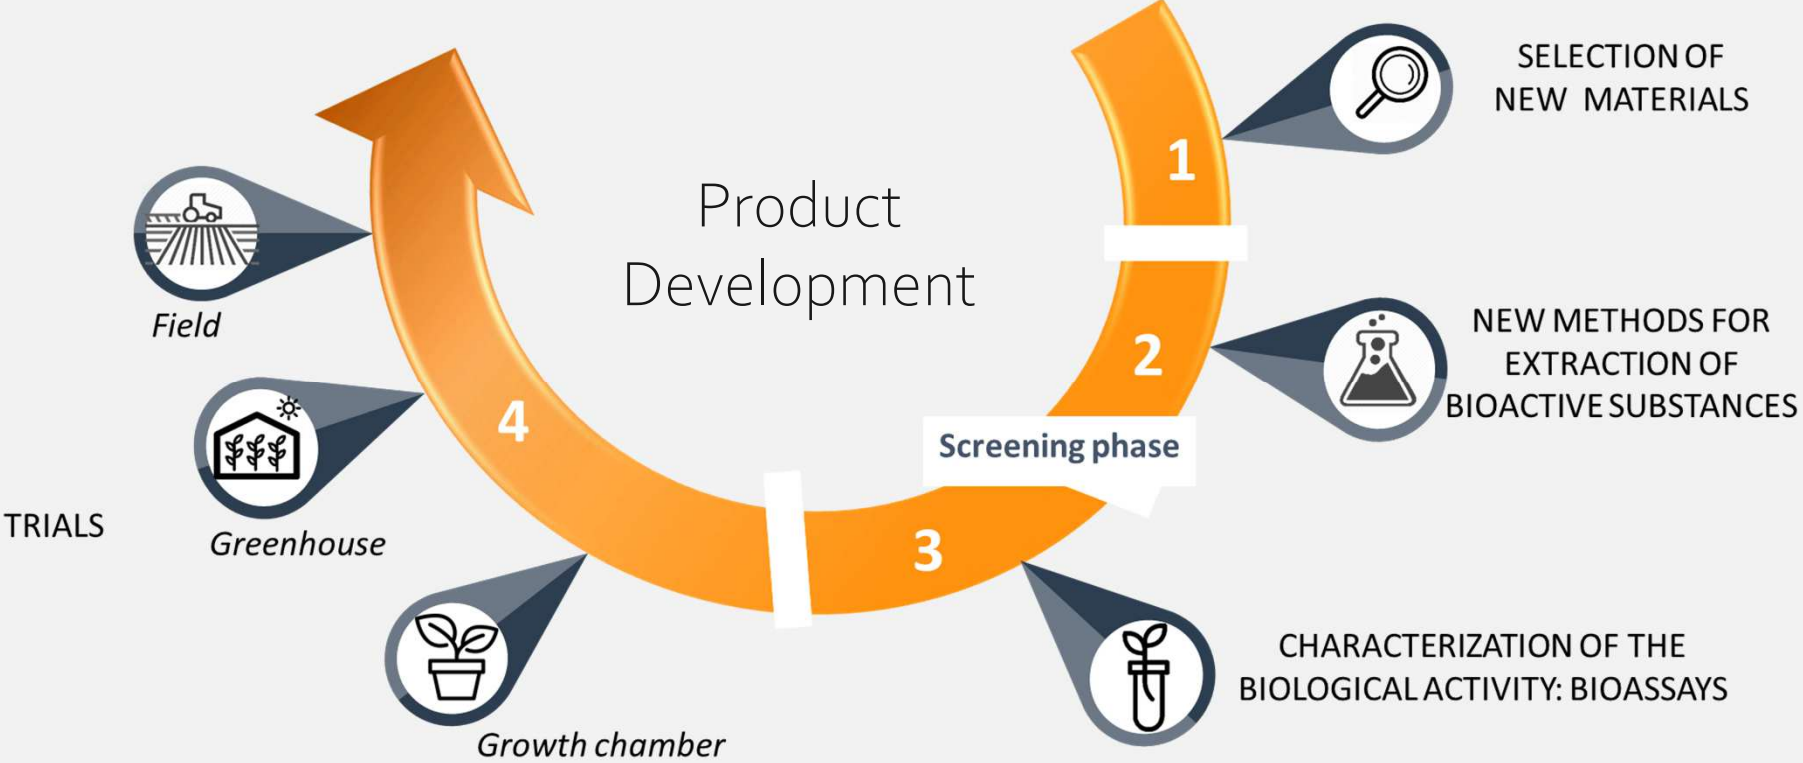 Product
Development
1
SELECTION OF
NEW MATERIALS
2
NEW METHODS FOR
EXTRACTION OF
BIOACTIVE SUBSTANCES
Screening phase
3
CHARACTERIZATION OF THE
BIOLOGICAL ACTIVITY: BIOASSAYS
4
TRIALS
Growth chamber
Greenhouse
Field